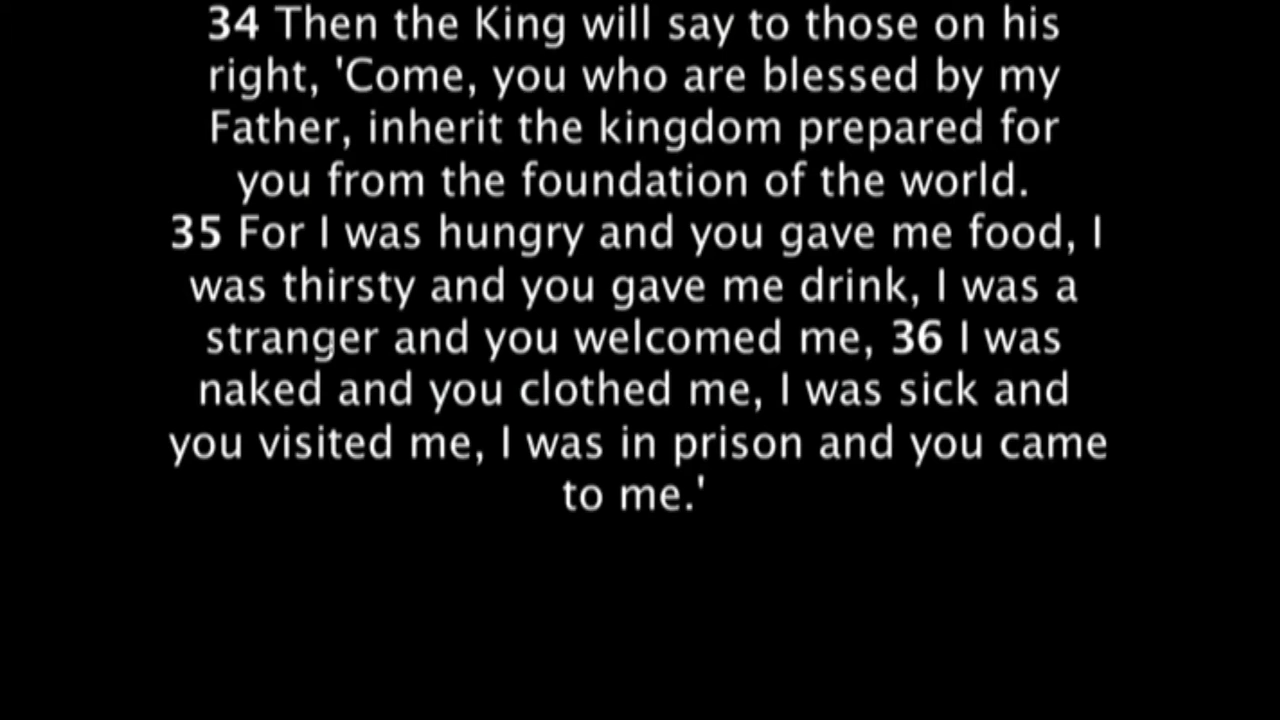 34 Then the King will say to those on his
right, 'Come, you who are blessed by my
Father, inherit the kingdom prepared for
you from the foundation of the world.
35 For I was hungry and you gave me food, I
was thirsty and you gave me drink, I was a
stranger and you welcomed me, 36 I was
naked and you clothed me, I was sick and
you visited me, I was in prison and you came
to me.'